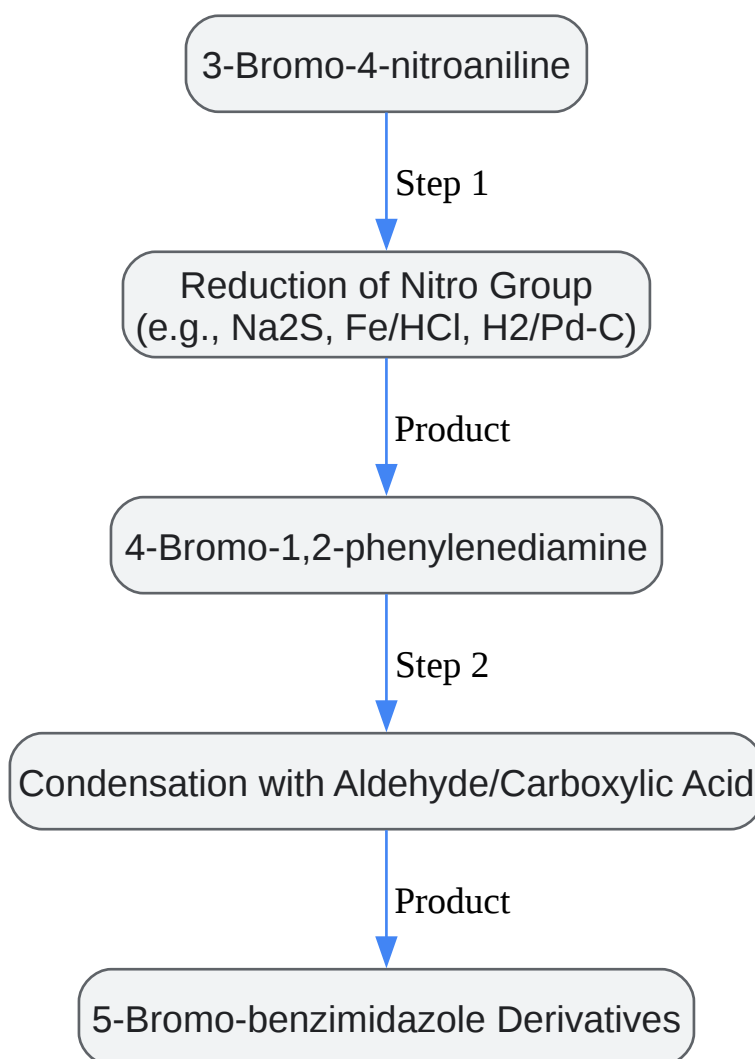 3-Bromo-4-nitroaniline
Step 1
Reduction of Nitro Group
(e.g., Na2S, Fe/HCl, H2/Pd-C)
Product
4-Bromo-1,2-phenylenediamine
Step 2
Condensation with Aldehyde/Carboxylic Acid
Product
5-Bromo-benzimidazole Derivatives